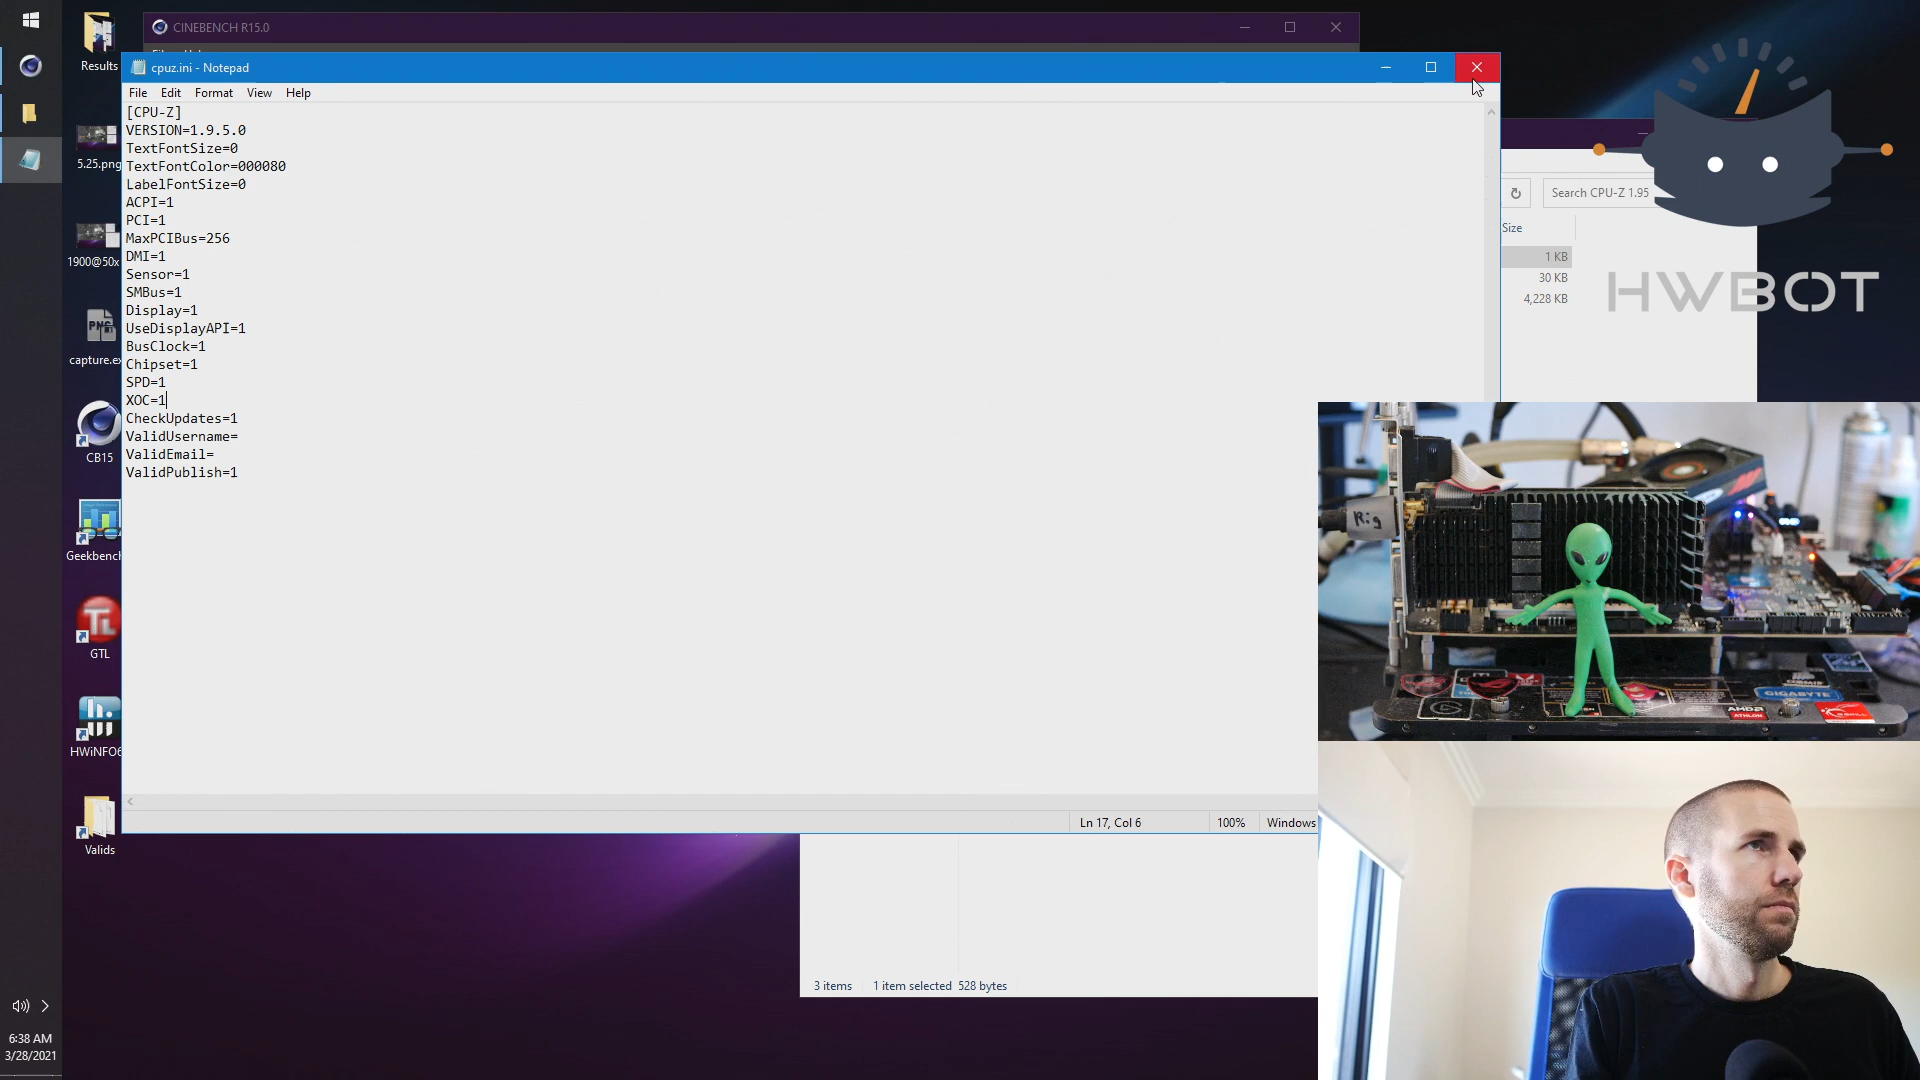 CINEBENCH R15.0
Results
cpuz.ini - Notepad
File Edit Format View Help
[CPU-Z]
VERSION=1.9.5.0
TextFontSize=0
TextFontColor=000080
LabelFontSize=0
ACPI=1
PCI=1
MaxPCIBus=256
DMI=1
Sensor=1
SMBus=1
Display=1
UseDisplayAPI=1
BusClock=1
Chipset=1
SPD=1
XOC=1
CheckUpdates=1
ValidUsername=
ValidEmail=
ValidPublish=1
Ln 17, Col 6
100%
Windows
5.25.png
1900@50x
capture.ex
CB15
Geekbench
GTL
HWiNFO6
Valids
Search CPU-Z 1.95
Size
1 KB
30 KB
4,228 KB
HWBOT
Rig
GIGABYTE
AMD
ATHLON
3 items 1 item selected 528 bytes
6:38 AM
3/28/2021